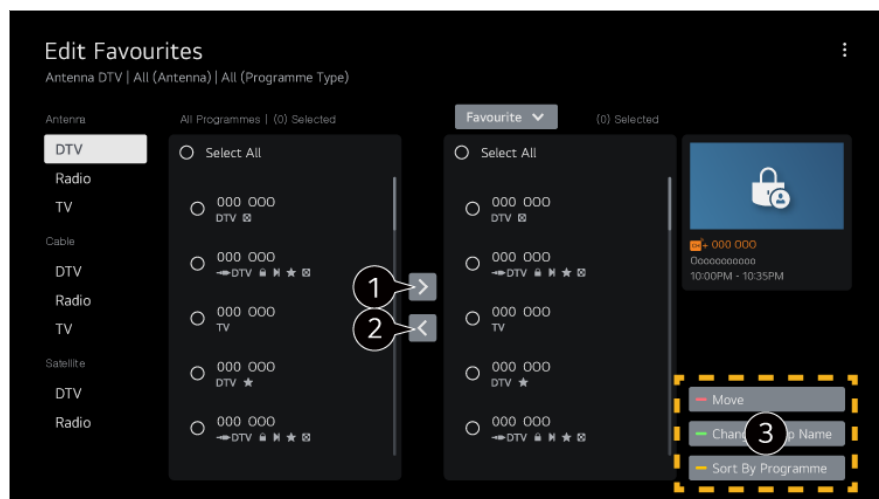 Edit Favourites
Antenna DTV | All (Antenna) | All (Programme Type)
Antenna
DTV
Radio
TV
Cable
DTV
Radio
TV
Satellite
DTV
Radio
All Programmes | (0) Selected
Select All
000 000
DTV
000 000
DTV
000 000
TV
000 000
DTV
000 000
DTV
1
2
Favourite
(0) Selected
Select All
000 000
DTV
000 000
DTV
000 000
TV
000 000
DTV
000 000
DTV
000 000
Oooooooooo
10:00PM - 10:35PM
Move
3
Name
Sort By Programme